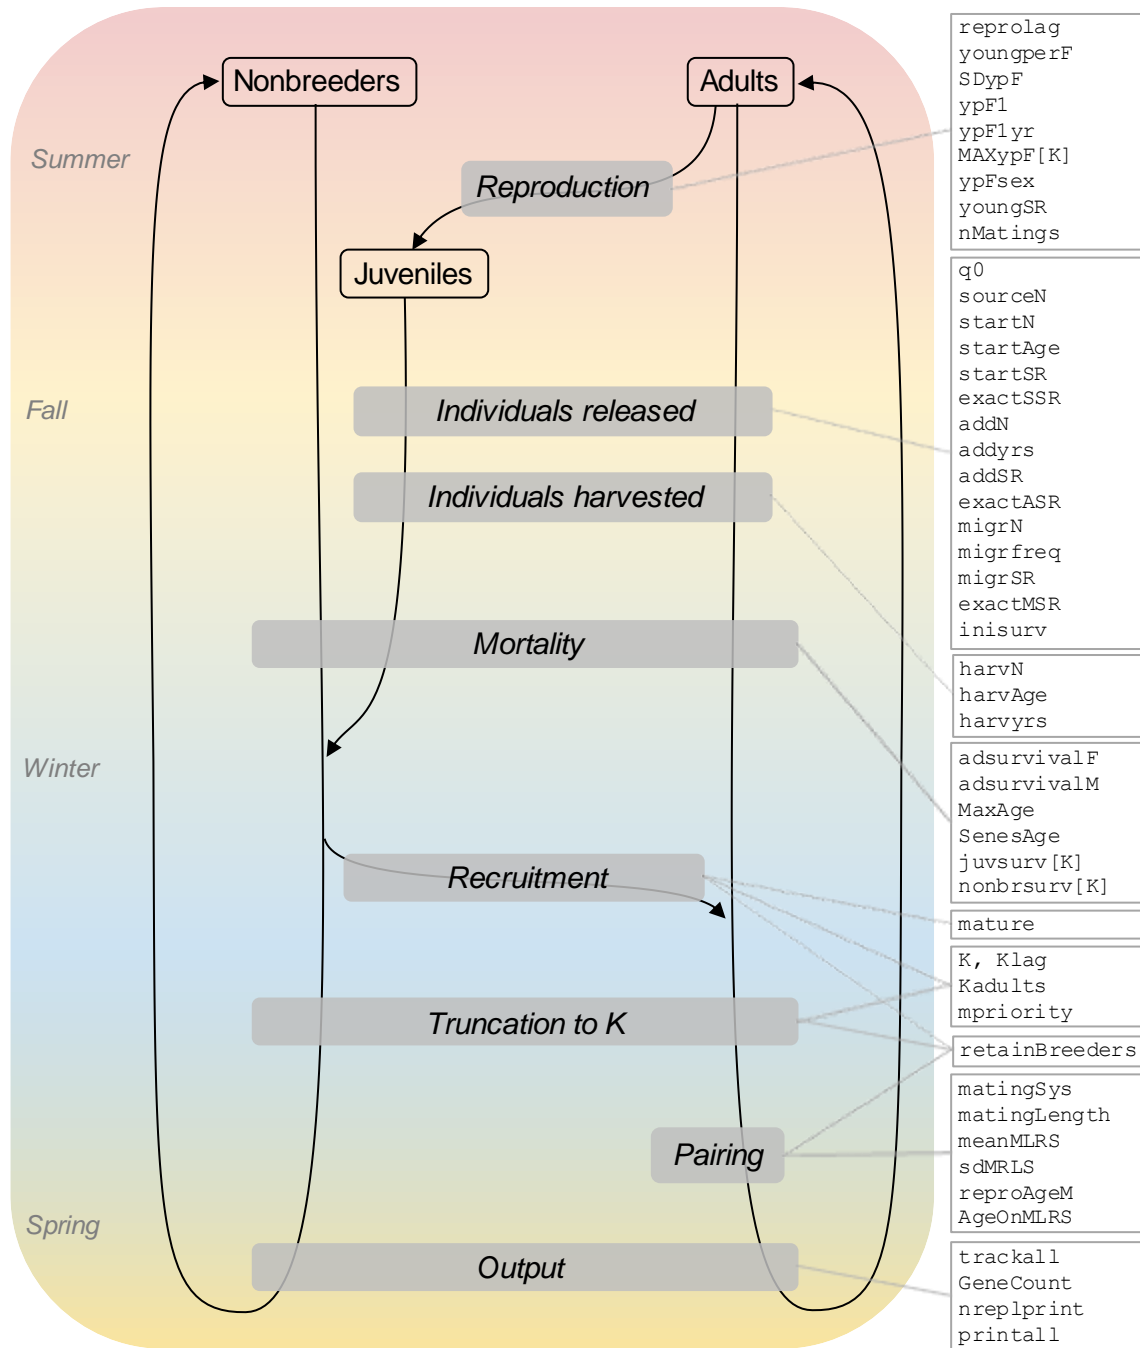 Nonbreeders
Adults
Summer
Reproduction
Juveniles
Fall
Individuals released
Individuals harvested
Mortality
Winter
Recruitment
Truncation to K
Pairing
Spring
Output
reprolag
youngperF
SDypF
ypF1
ypF1yr
MAXypF[K]
ypFsex
youngSR
nMatings
q0
sourceN
startN
startAge
startSR
exactSSR
addN
addyrs
addSR
exactASR
migrN
migrfreq
migrSR
exactMSR
inisurv
harvN
harvAge
harvyrs
adsurvivalF
adsurvivalM
MaxAge
SenesAge
juvsurv[K]
nonbrsurv[K]
mature
K, Klag
Kadults
mpriority
retainBreeders
matingSys
matingLength
meanMLRS
sdMRLS
reproAgeM
AgeOnMLRS
trackall
GeneCount
nreplprint
printall